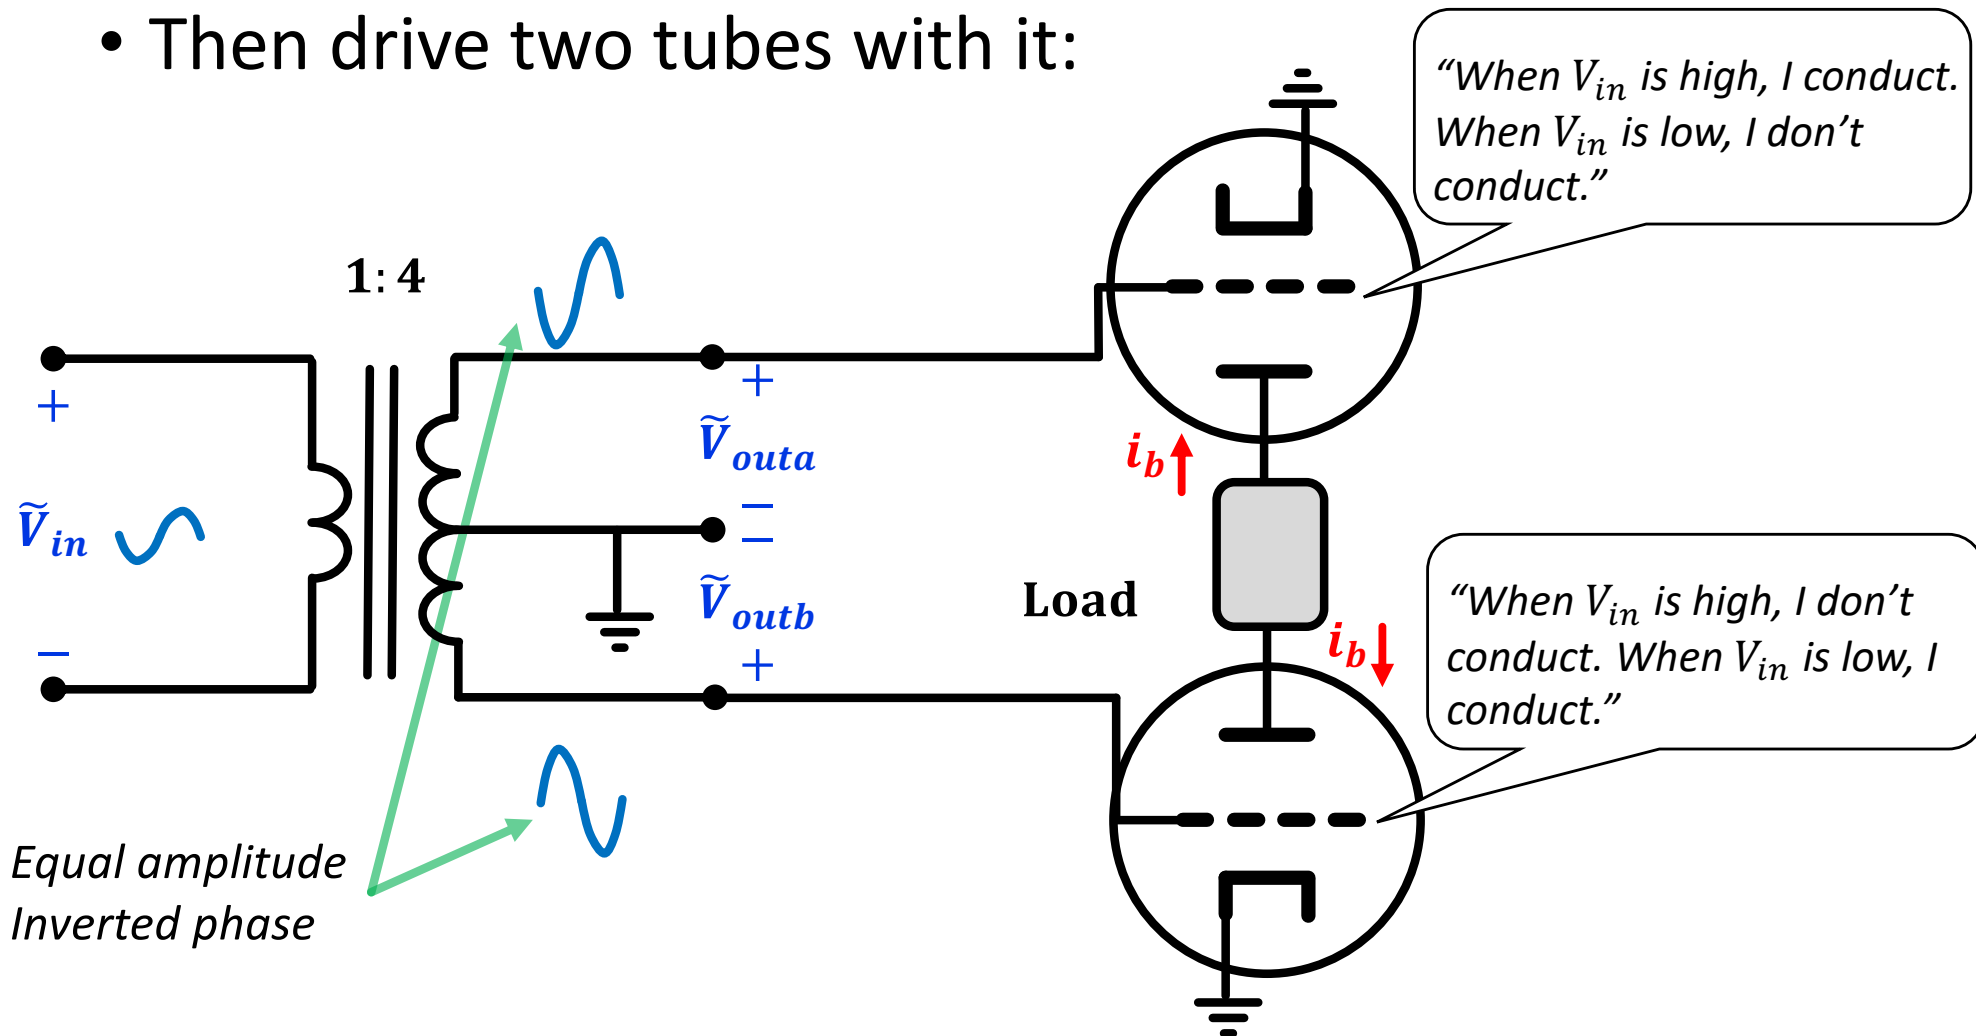 • Then drive two tubes with it:
“When V_in is high, I conduct.
When V_in is low, I don’t
conduct.”
1: 4
+
Ṽ_in
−
+
Ṽ_outa
−
−
Ṽ_outb
+
i_b
Load
i_b
“When V_in is high, I don’t
conduct. When V_in is low, I
conduct.”
Equal amplitude
Inverted phase